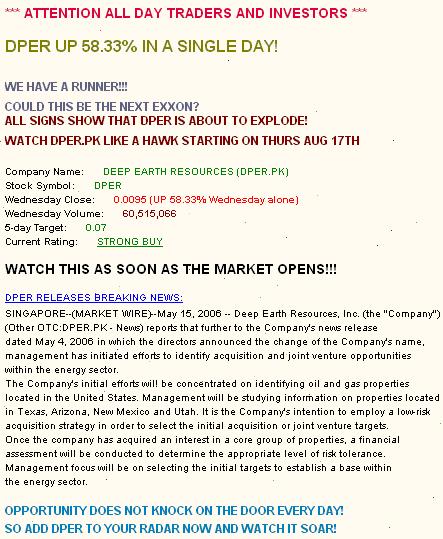 *** ATTENTION ALL DAY TRADERS AND INVESTORS ***
DPER UP 58.33% IN A SINGLE DAY!
WE HAVE A RUNNER!!!
COULD THIS BE THE NEXT EXXON?
ALL SIGNS SHOW THAT DPER IS ABOUT TO EXPLODE!
WATCH DPER.PK LIKE A HAWK STARTING ON THURS AUG 17TH
Company Name: DEEP EARTH RESOURCES (DPER.PK)
Stock Symbol: DPER
Wednesday Close: 0.0095 (UP 58.33% Wednesday alone)
Wednesday Volume: 60,515,066
5-day Target: 0.07
Current Rating: STRONG BUY
WATCH THIS AS SOON AS THE MARKET OPENS!!!
DPER RELEASES BREAKING NEWS:
SINGAPORE--(MARKET WIRE)--May 15, 2006 -- Deep Earth Resources, Inc. (the "Company")
(Other OTC:DPER.PK - News) reports that further to the Company's news release
dated May 4, 2006 in which the directors announced the change of the Company's name,
management has initiated efforts to identify acquisition and joint venture opportunities
within the energy sector.
The Company's initial efforts will be concentrated on identifying oil and gas properties
located in the United States. Management will be studying information on properties located
in Texas, Arizona, New Mexico and Utah. It is the Company's intention to employ a low-risk
acquisition strategy in order to select the initial acquisition or joint venture targets.
Once the company has acquired an interest in a core group of properties, a financial
assessment will be conducted to determine the appropriate level of risk tolerance.
Management focus will be on selecting the initial targets to establish a base within
the energy sector.
OPPORTUNITY DOES NOT KNOCK ON THE DOOR EVERY DAY!
SO ADD DPER TO YOUR RADAR NOW AND WATCH IT SOAR!